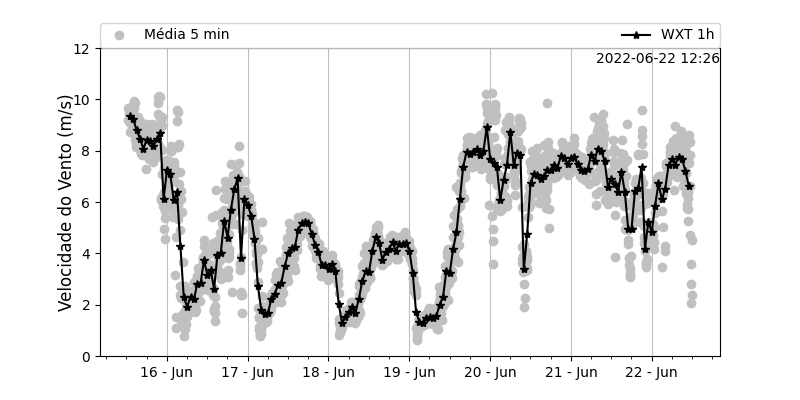 Média 5 min
WXT 1h
2022-06-22 12:26
Velocidade do Vento (m/s)
12
10
8
6
4
2
0
16 - Jun
17 - Jun
18 - Jun
19 - Jun
20 - Jun
21 - Jun
22 - Jun